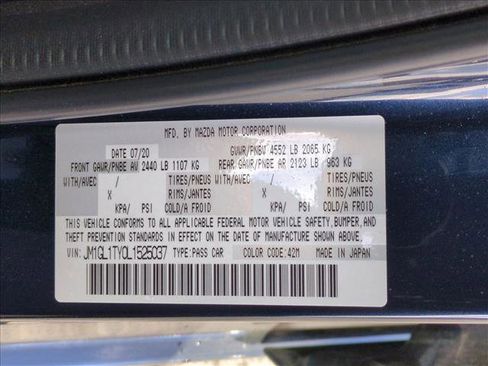 MFD. BY MAZDA MOTOR CORPORATION
DATE 07/20 GVWR/PNBV 4552 LB 2065 KG
FRONT GAWR/PNBE AV 2440 LB 1107 KG REAR GAWR/PNBE AR 2123 LB 963 KG
WITH/AVEC / TIRES/PNEUS WITH/AVEC / TIRES/PNEUS
X RIMS/JANTES X RIMS/JANTES
KPA/ PSI COLD/A FROID KPA/ PSI COLD/A FROID
THIS VEHICLE CONFORMS TO ALL APPLICABLE FEDERAL MOTOR VEHICLE SAFETY, BUMPER, AND
THEFT PREVENTION STANDARDS IN EFFECT ON THE DATE OF MANUFACTURE SHOWN ABOVE.
VIN: JM1GL1TY0L1525037 TYPE:PASS CAR COLOR CODE:42M MADE IN JAPAN